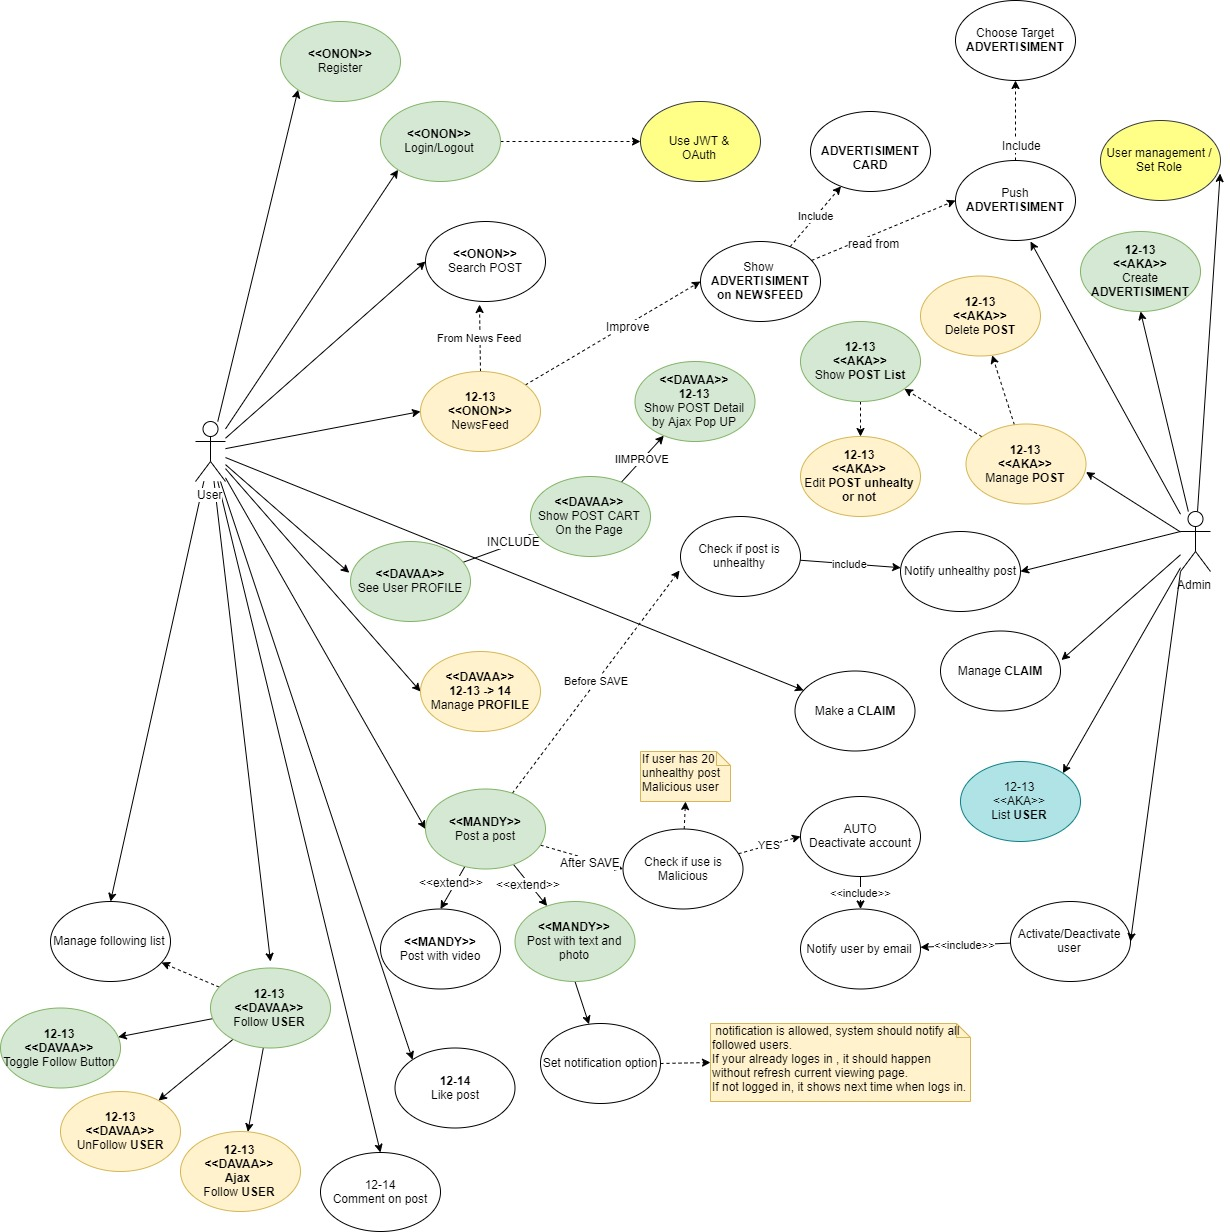 Choose Target
ADVERTISIMENT
<<ONON>>
Register
<<ONON>>
Login/Logout
Use JWT &
OAuth
ADVERTISIMENT
CARD
Include
User management /
Set Role
Push
ADVERTISIMENT
Include
read from
<<ONON>>
Search POST
Show
ADVERTISIMENT
on NEWSFEED
12-13
<<AKA>>
Create
ADVERTISIMENT
12-13
<<AKA>>
Delete POST
Improve
From News Feed
12-13
<<AKA>>
Show POST List
<<DAVAA>>
12-13
Show POST Detail
by Ajax Pop UP
12-13
<<ONON>>
NewsFeed
IIMPROVE
12-13
<<AKA>>
Edit POST unhealty
or not
12-13
<<AKA>>
Manage POST
User
<<DAVAA>>
Show POST CART
On the Page
INCLUDE
Check if post is
unhealthy
include
Notify unhealthy post
Admin
<<DAVAA>>
See User PROFILE
Manage CLAIM
<<DAVAA>>
12-13 -> 14
Manage PROFILE
Before SAVE
Make a CLAIM
If user has 20
unhealthy post
Malicious user
12-13
<<AKA>>
List USER
<<MANDY>>
Post a post
After SAVE
Check if use is
Malicious
YES
AUTO
Deactivate account
<<extend>>
<<extend>>
<<include>>
Manage following list
<<MANDY>>
Post with video
<<MANDY>>
Post with text and
photo
Notify user by email
<<include>>
Activate/Deactivate
user
12-13
<<DAVAA>>
Follow USER
12-13
<<DAVAA>>
Toggle Follow Button
Set notification option
notification is allowed, system should notify all
followed users.
If your already loges in , it should happen
without refresh current viewing page.
If not logged in, it shows next time when logs in.
12-14
Like post
12-13
<<DAVAA>>
UnFollow USER
12-13
<<DAVAA>>
Ajax
Follow USER
12-14
Comment on post